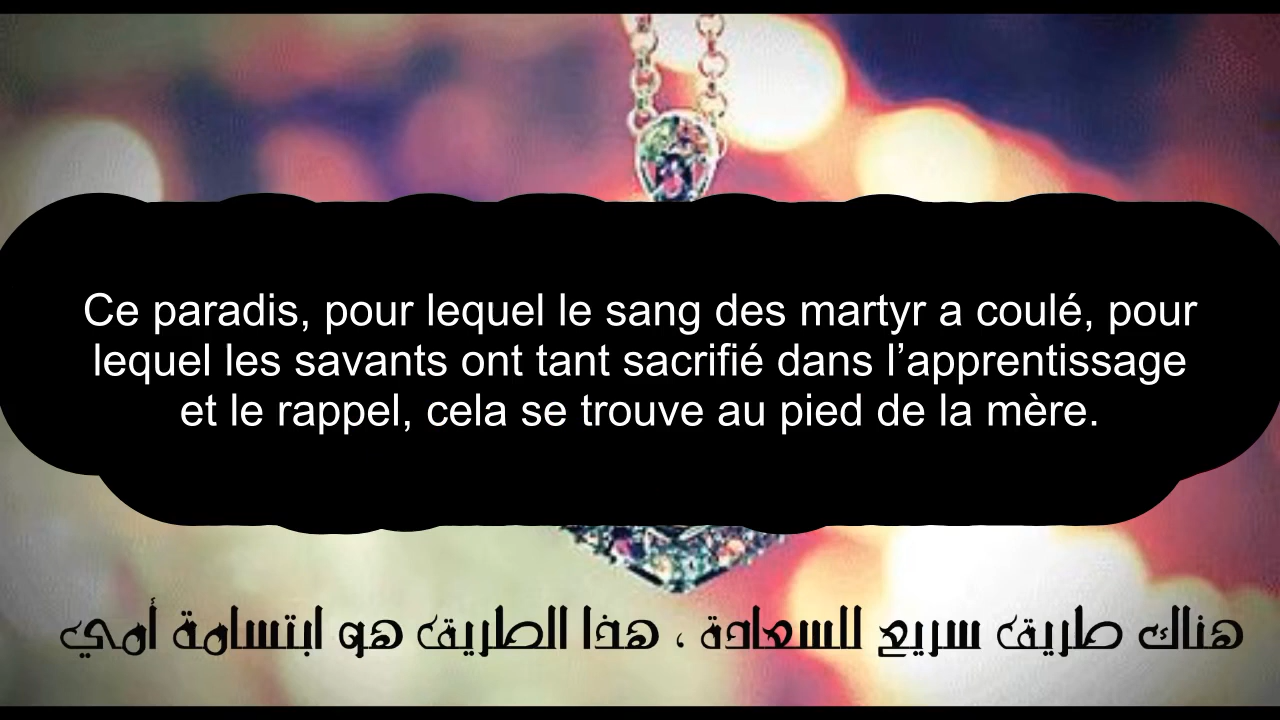 Ce paradis, pour lequel le sang des martyr a coulé, pour
lequel les savants ont tant sacrifié dans l’apprentissage
et le rappel, cela se trouve au pied de la mère.
هناك طريق سريع للسعادة ، هذا الطريق هو ابتسامة أمي